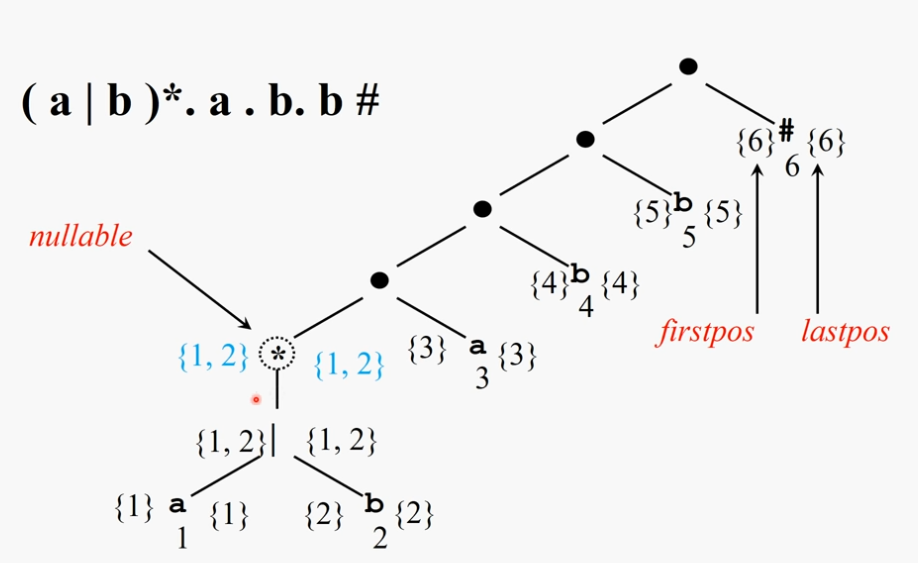 ( a | b )*. a . b. b #
{6} # {6}
6
{5} b {5}
5
nullable
{4} b {4}
4
firstpos lastpos
{1, 2} * {1, 2}
{3} a {3}
3
{1, 2} | {1, 2}
{1} a {1}
1
{2} b {2}
2